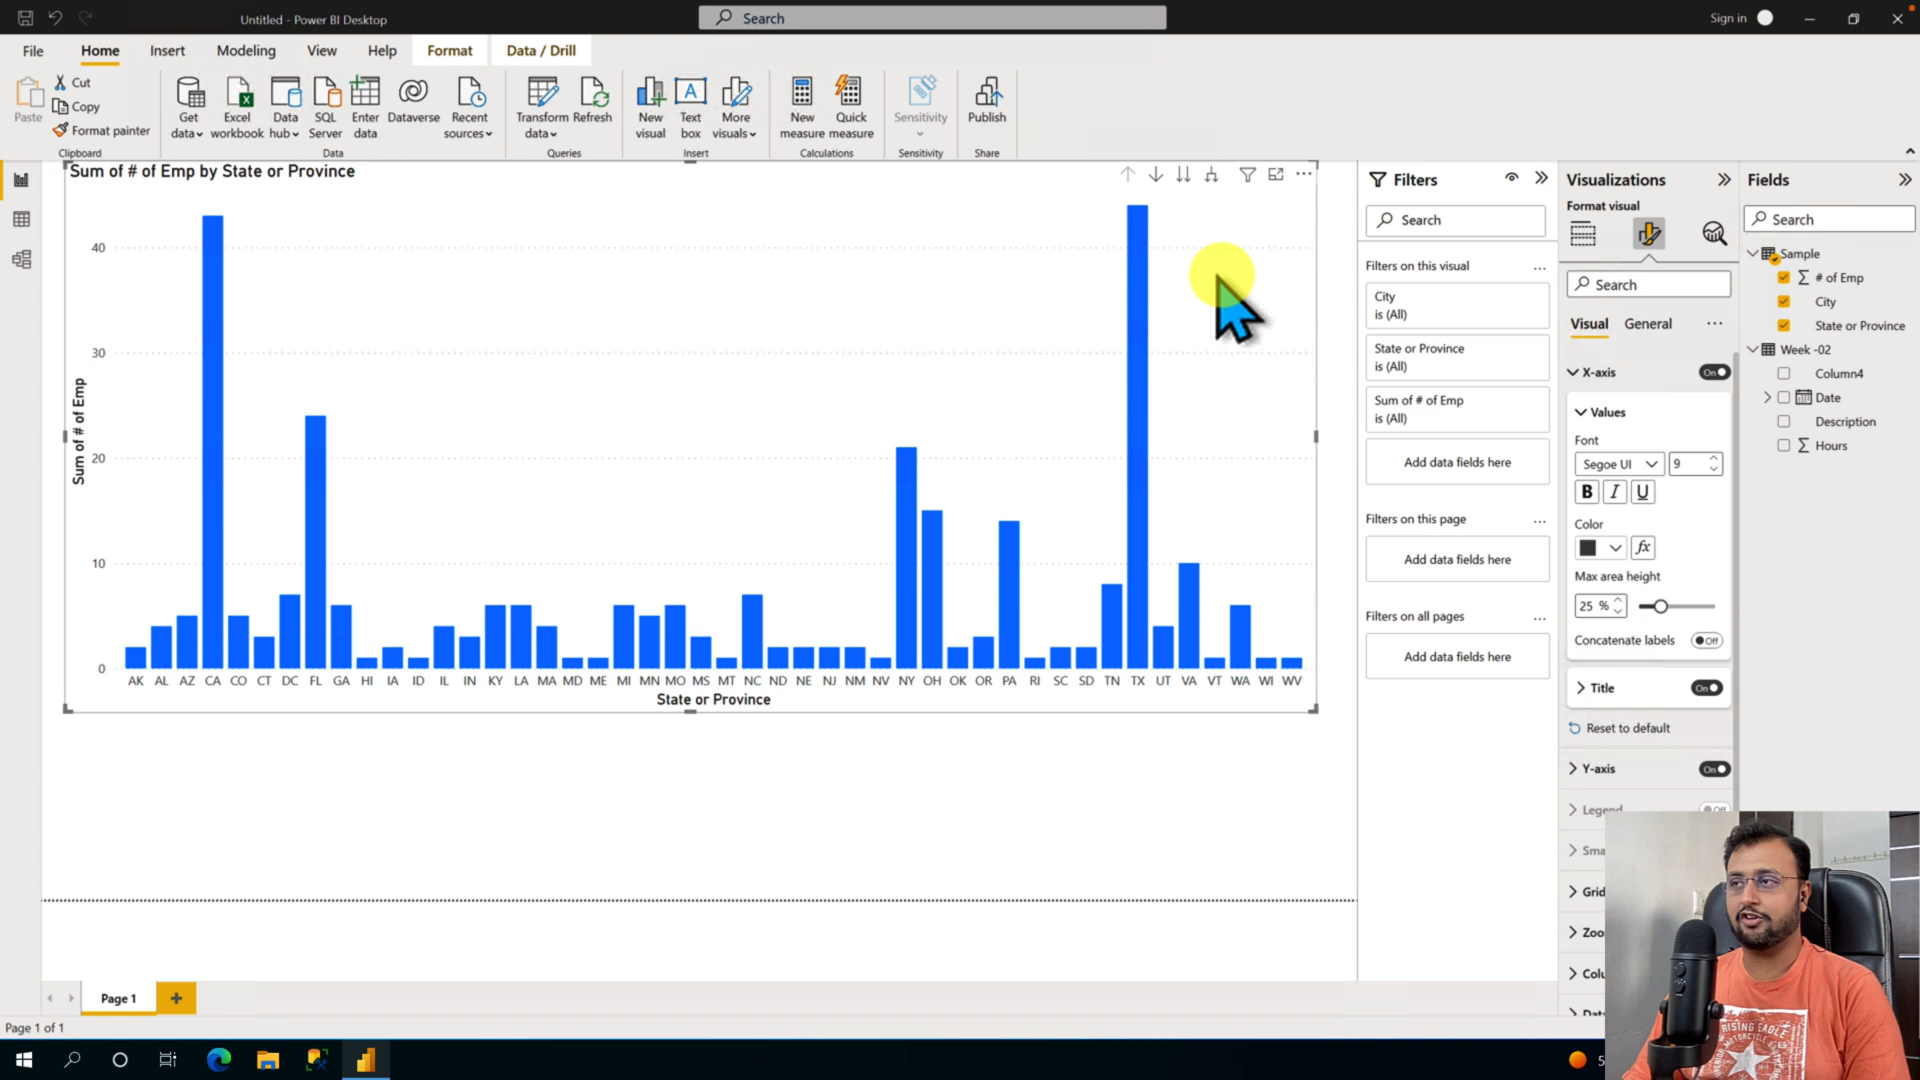 Untitled - Power BI Desktop
Search
Sign in
File
Home
Insert
Modeling
View
Help
Format
Data / Drill
Paste
Cut
Copy
Format painter
Clipboard
Get data
Excel workbook
Data hub
SQL Server
Enter data
Dataverse
Recent sources
Data
Transform data
Refresh
Queries
New visual
Text box
More visuals
Insert
New measure
Quick measure
Calculations
Sensitivity
Sensitivity
Publish
Share
Sum of # of Emp by State or Province
Sum of # of Emp
40
30
20
10
0
AK AL AZ CA CO CT DC FL GA HI IA ID IL IN KY LA MA MD ME MI MN MO MS MT NC ND NE NJ NM NV NY OH OK OR PA RI SC SD TN TX UT VA VT WA WI WV
State or Province
Filters
Search
Filters on this visual
City
is (All)
State or Province
is (All)
Sum of # of Emp
is (All)
Add data fields here
Filters on this page
Add data fields here
Filters on all pages
Add data fields here
Visualizations
Format visual
Search
Visual
General
X-axis
On
Values
Font
Segoe UI
9
B I U
Color
fx
Max area height
25 %
Concatenate labels
Off
Title
On
Reset to default
Y-axis
On
Legend
Off
Sma
Grid
Zoo
Colu
Data
Fields
Search
Sample
# of Emp
City
State or Province
Week -02
Column4
Date
Description
Hours
Page 1
Page 1 of 1
5
RISING EAGLE
MOTORCYCLE